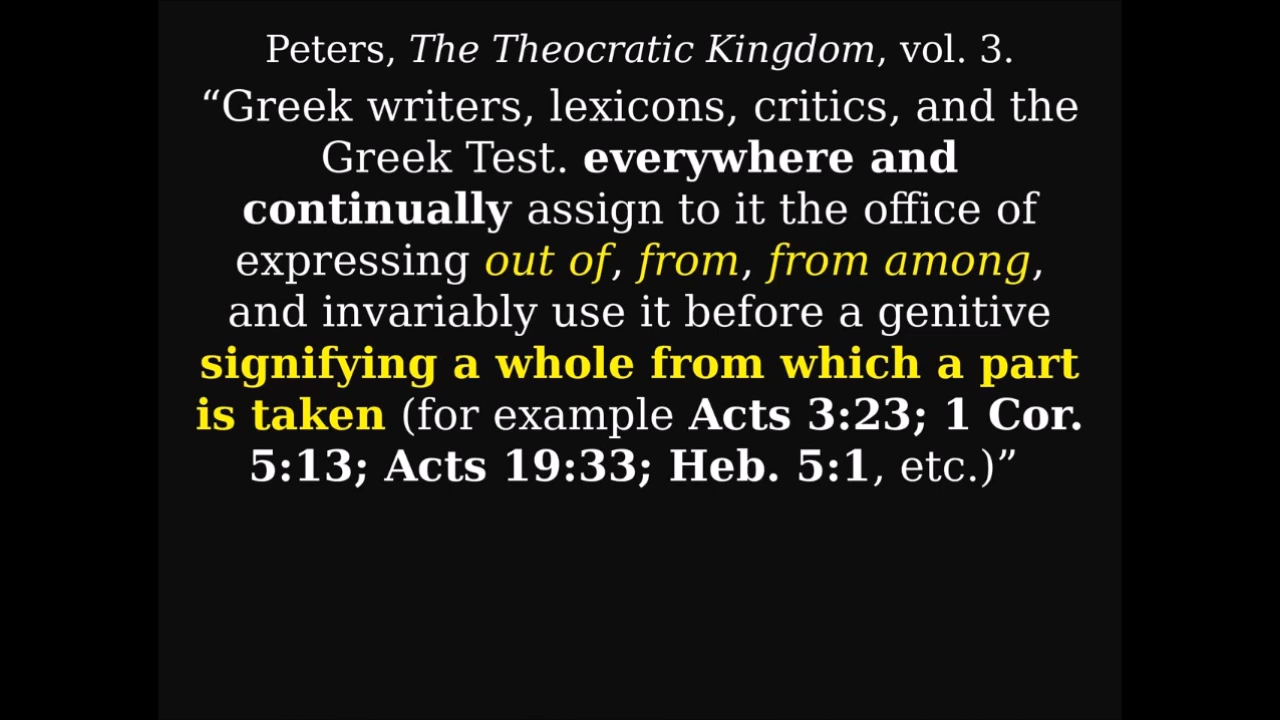 Peters, The Theocratic Kingdom, vol. 3.
“Greek writers, lexicons, critics, and the
Greek Test. everywhere and
continually assign to it the office of
expressing out of, from, from among,
and invariably use it before a genitive
signifying a whole from which a part
is taken (for example Acts 3:23; 1 Cor.
5:13; Acts 19:33; Heb. 5:1, etc.)”